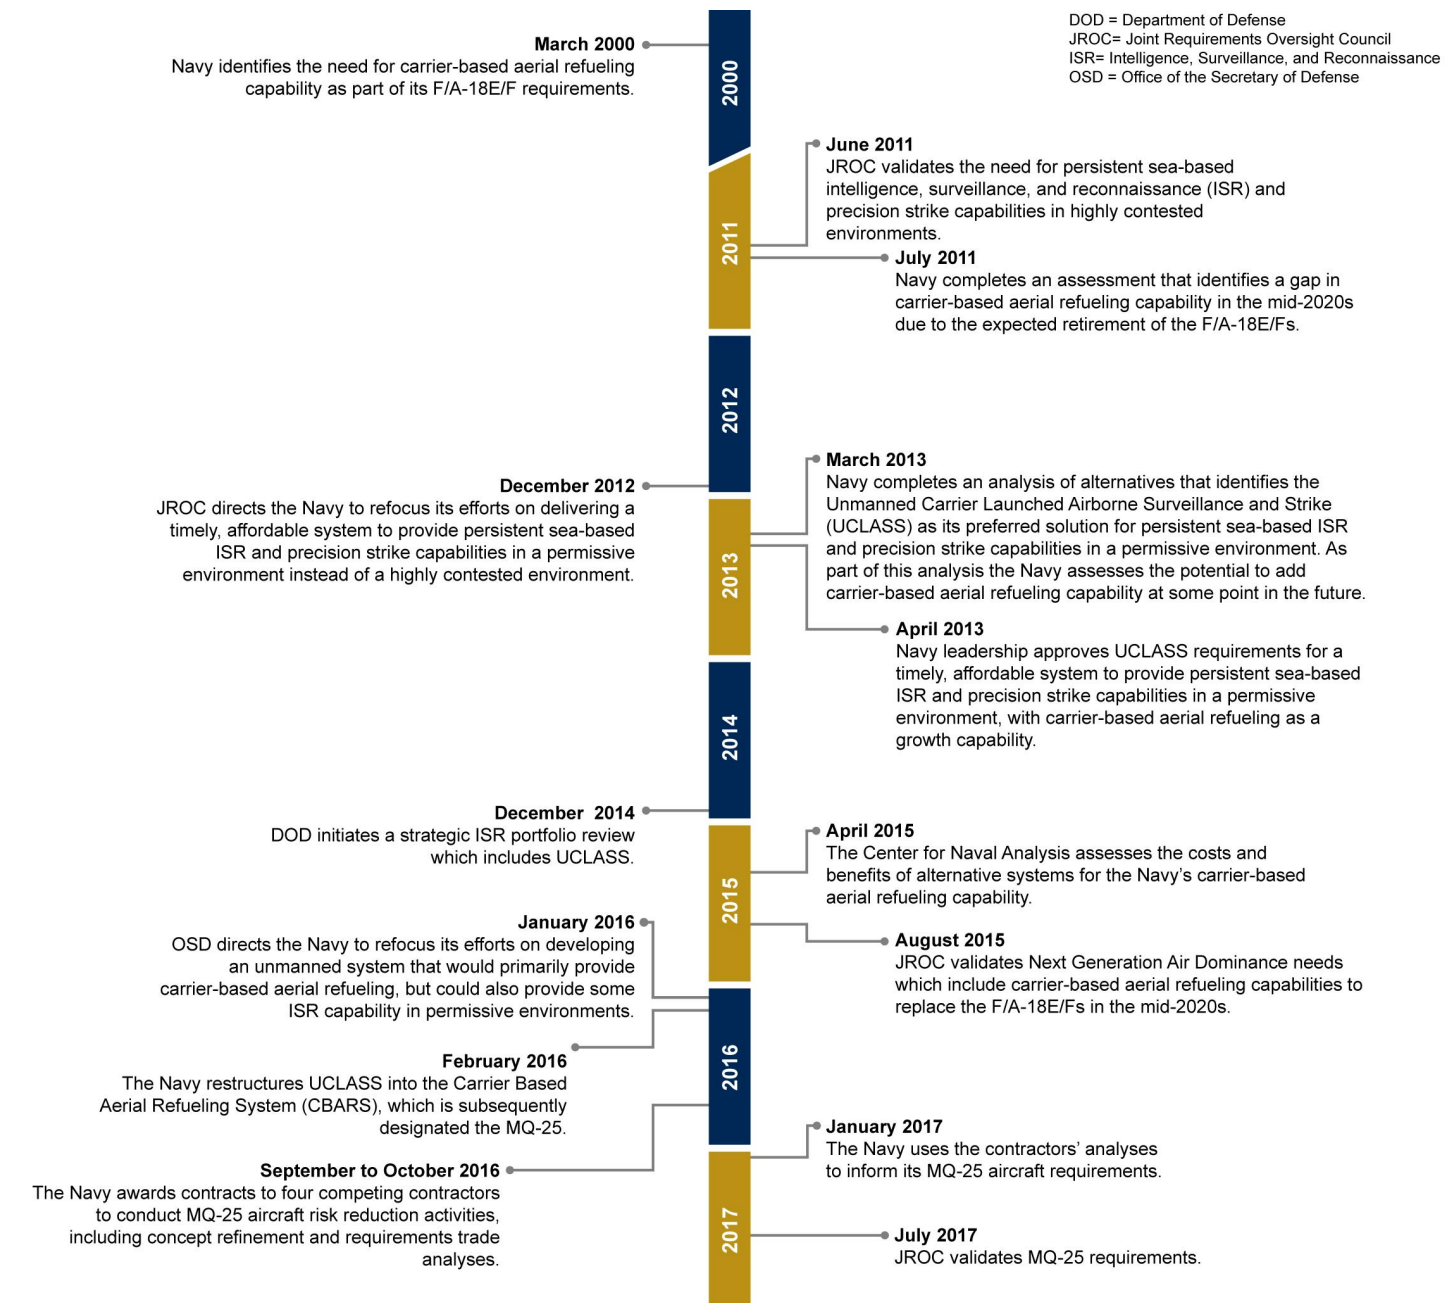 DOD = Department of Defense
JROC= Joint Requirements Oversight Council
ISR= Intelligence, Surveillance, and Reconnaissance
OSD = Office of the Secretary of Defense
2000
March 2000
Navy identifies the need for carrier-based aerial refueling
capability as part of its F/A-18E/F requirements.
2011
June 2011
JROC validates the need for persistent sea-based
intelligence, surveillance, and reconnaissance (ISR) and
precision strike capabilities in highly contested
environments.
July 2011
Navy completes an assessment that identifies a gap in
carrier-based aerial refueling capability in the mid-2020s
due to the expected retirement of the F/A-18E/Fs.
2012
December 2012
JROC directs the Navy to refocus its efforts on delivering a
timely, affordable system to provide persistent sea-based
ISR and precision strike capabilities in a permissive
environment instead of a highly contested environment.
2013
March 2013
Navy completes an analysis of alternatives that identifies the
Unmanned Carrier Launched Airborne Surveillance and Strike
(UCLASS) as its preferred solution for persistent sea-based ISR
and precision strike capabilities in a permissive environment. As
part of this analysis the Navy assesses the potential to add
carrier-based aerial refueling capability at some point in the future.
April 2013
Navy leadership approves UCLASS requirements for a
timely, affordable system to provide persistent sea-based
ISR and precision strike capabilities in a permissive
environment, with carrier-based aerial refueling as a
growth capability.
2014
December 2014
DOD initiates a strategic ISR portfolio review
which includes UCLASS.
2015
April 2015
The Center for Naval Analysis assesses the costs and
benefits of alternative systems for the Navy's carrier-based
aerial refueling capability.
August 2015
JROC validates Next Generation Air Dominance needs
which include carrier-based aerial refueling capabilities to
replace the F/A-18E/Fs in the mid-2020s.
2016
January 2016
OSD directs the Navy to refocus its efforts on developing
an unmanned system that would primarily provide
carrier-based aerial refueling, but could also provide some
ISR capability in permissive environments.
February 2016
The Navy restructures UCLASS into the Carrier Based
Aerial Refueling System (CBARS), which is subsequently
designated the MQ-25.
September to October 2016
The Navy awards contracts to four competing contractors
to conduct MQ-25 aircraft risk reduction activities,
including concept refinement and requirements trade
analyses.
2017
January 2017
The Navy uses the contractors' analyses
to inform its MQ-25 aircraft requirements.
July 2017
JROC validates MQ-25 requirements.